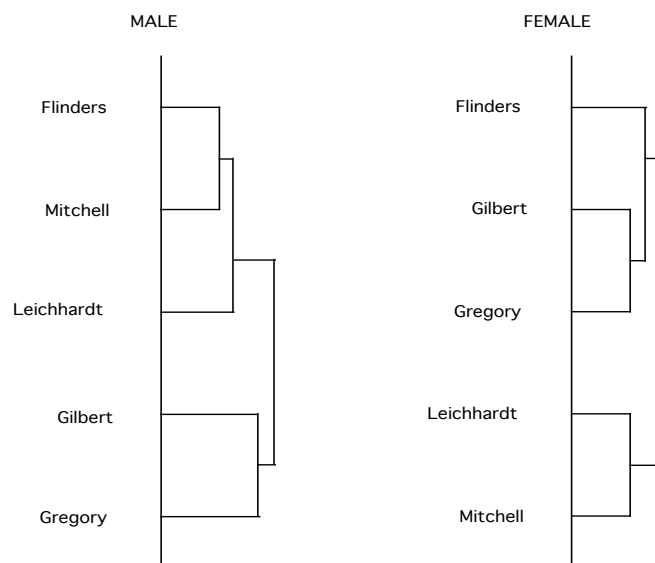 MALE
Flinders
Mitchell
Leichhardt
Gilbert
Gregory
FEMALE
Flinders
Gilbert
Gregory
Leichhardt
Mitchell